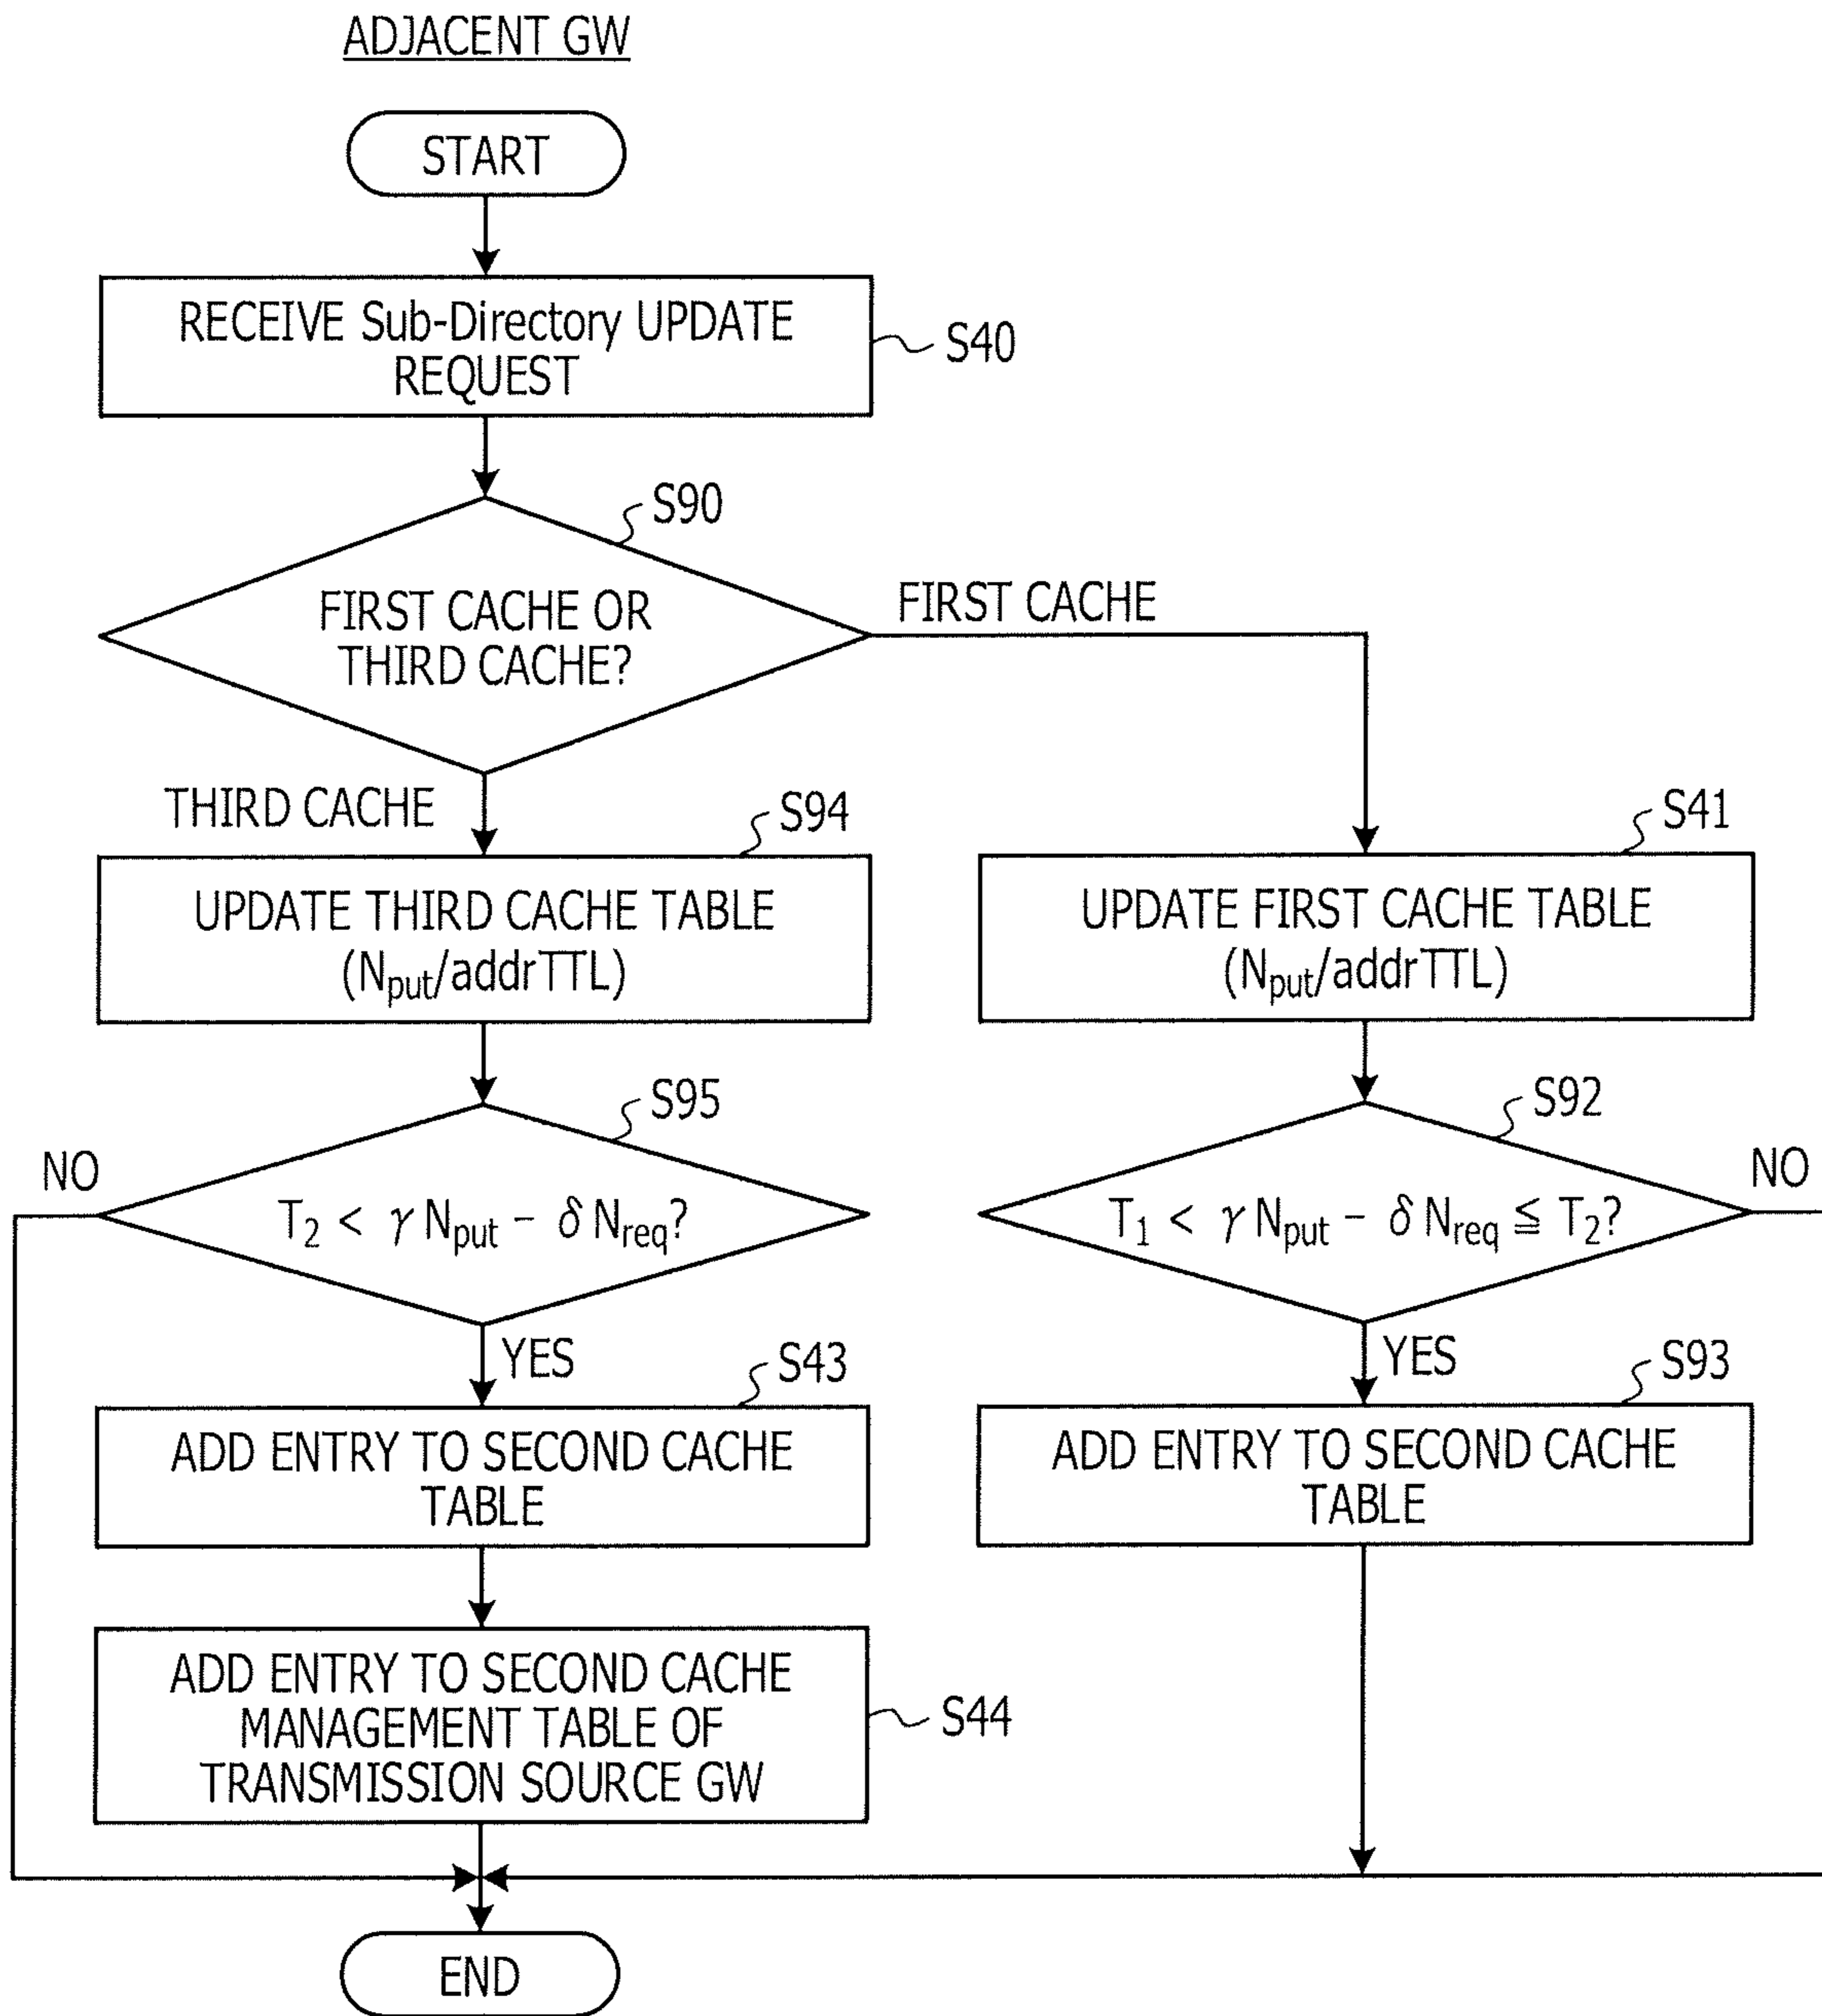 ADJACENT GW
START
RECEIVE Sub-Directory UPDATE
REQUEST
S40
S90
FIRST CACHE OR
THIRD CACHE?
FIRST CACHE
THIRD CACHE
S94
UPDATE THIRD CACHE TABLE
(Nput/addrTTL)
S41
UPDATE FIRST CACHE TABLE
(Nput/addrTTL)
S95
NO
T2 < γ Nput − δ Nreq?
YES
S92
NO
T1 < γ Nput − δ Nreq ≦ T2?
YES
S43
ADD ENTRY TO SECOND CACHE
TABLE
S93
ADD ENTRY TO SECOND CACHE
TABLE
ADD ENTRY TO SECOND CACHE
MANAGEMENT TABLE OF
TRANSMISSION SOURCE GW
S44
END